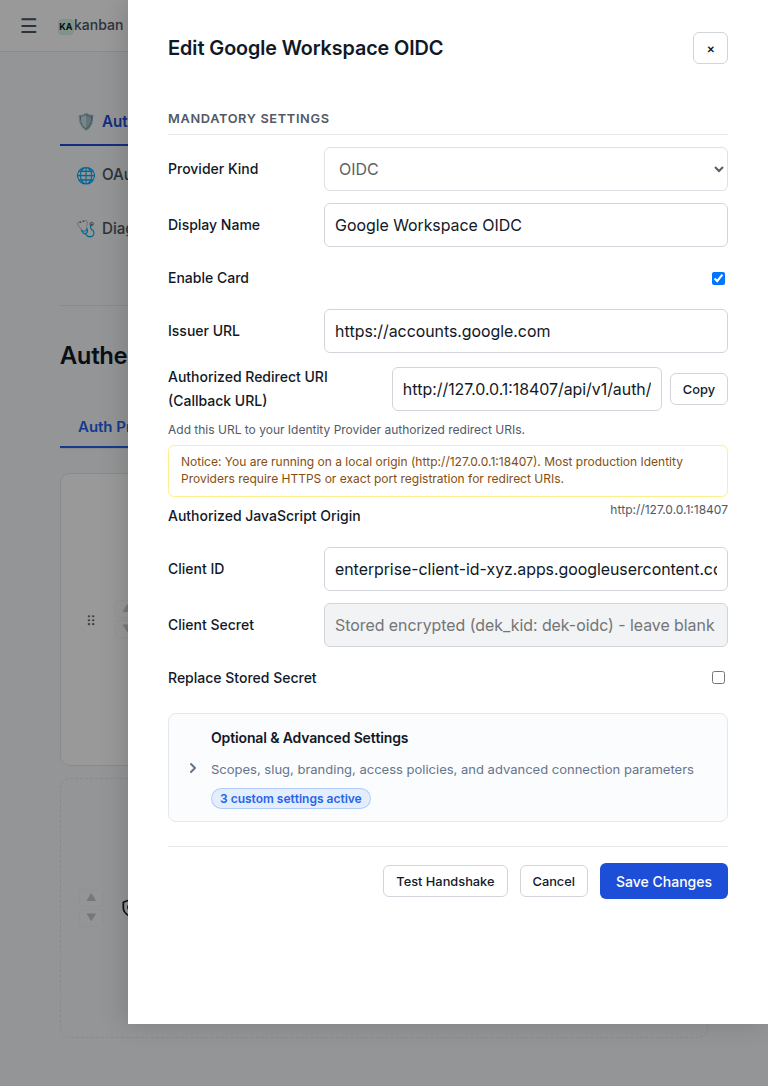 KA kanban
Edit Google Workspace OIDC
×
Aut
OAu
Diag
Authe
Auth Pr
MANDATORY SETTINGS
Provider Kind
OIDC
Display Name
Google Workspace OIDC
Enable Card
Issuer URL
https://accounts.google.com
Authorized Redirect URI
(Callback URL)
http://127.0.0.1:18407/api/v1/auth/
Copy
Add this URL to your Identity Provider authorized redirect URIs.
Notice: You are running on a local origin (http://127.0.0.1:18407). Most production Identity
Providers require HTTPS or exact port registration for redirect URIs.
Authorized JavaScript Origin
http://127.0.0.1:18407
Client ID
enterprise-client-id-xyz.apps.googleusercontent.co
Client Secret
Stored encrypted (dek_kid: dek-oidc) - leave blank
Replace Stored Secret
Optional & Advanced Settings
Scopes, slug, branding, access policies, and advanced connection parameters
3 custom settings active
Test Handshake
Cancel
Save Changes